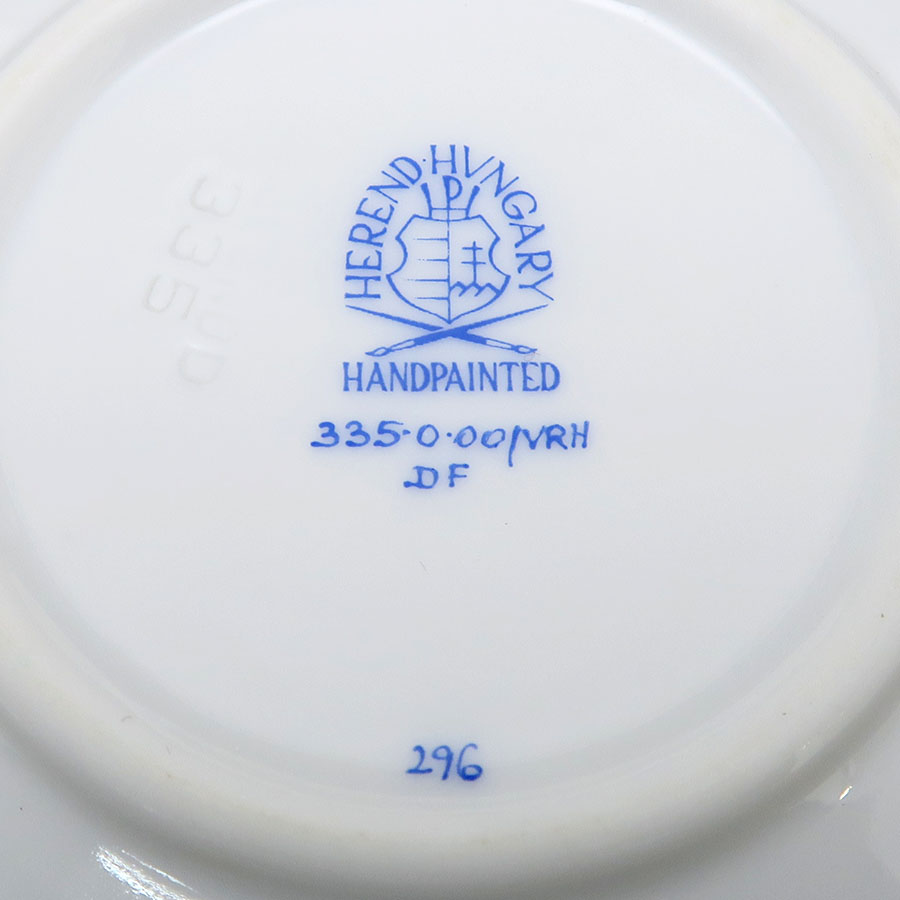 HEREND·HVNGARY
P
HANDPAINTED
335-0-00/VRH
DF
296
335